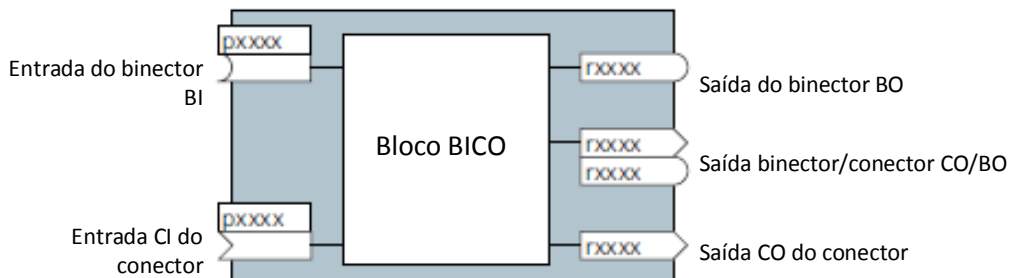 pxxxx
Entrada do binector
BI
Bloco BICO
rxxxx
Saída do binector BO
rxxxx
rxxxx
Saída binector/conector CO/BO
pxxxx
Entrada CI do
conector
rxxxx
Saída CO do conector